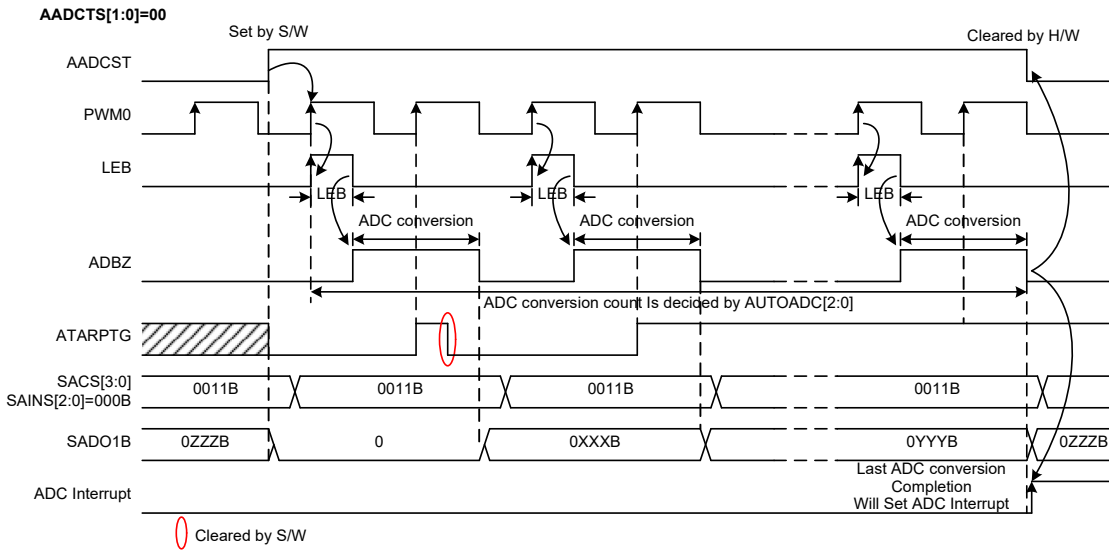 AADCTS[1:0]=00
Set by S/W
Cleared by H/W
AADCST
PWM0
LEB
LEB
LEB
LEB
ADC conversion
ADC conversion
ADC conversion
ADBZ
ADC conversion count Is decided by AUTOADC[2:0]
ATARPTG
SACS[3:0]
SAINS[2:0]=000B
0011B
0011B
0011B
0011B
SADO1B
0ZZZB
0
0XXXB
0YYYB
0ZZZB
ADC Interrupt
Last ADC conversion
Completion
Will Set ADC Interrupt
Cleared by S/W